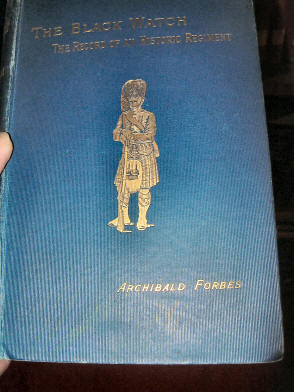 THE BLACK WATCH
THE RECORD OF AN HISTORIC REGIMENT
ARCHIBALD FORBES